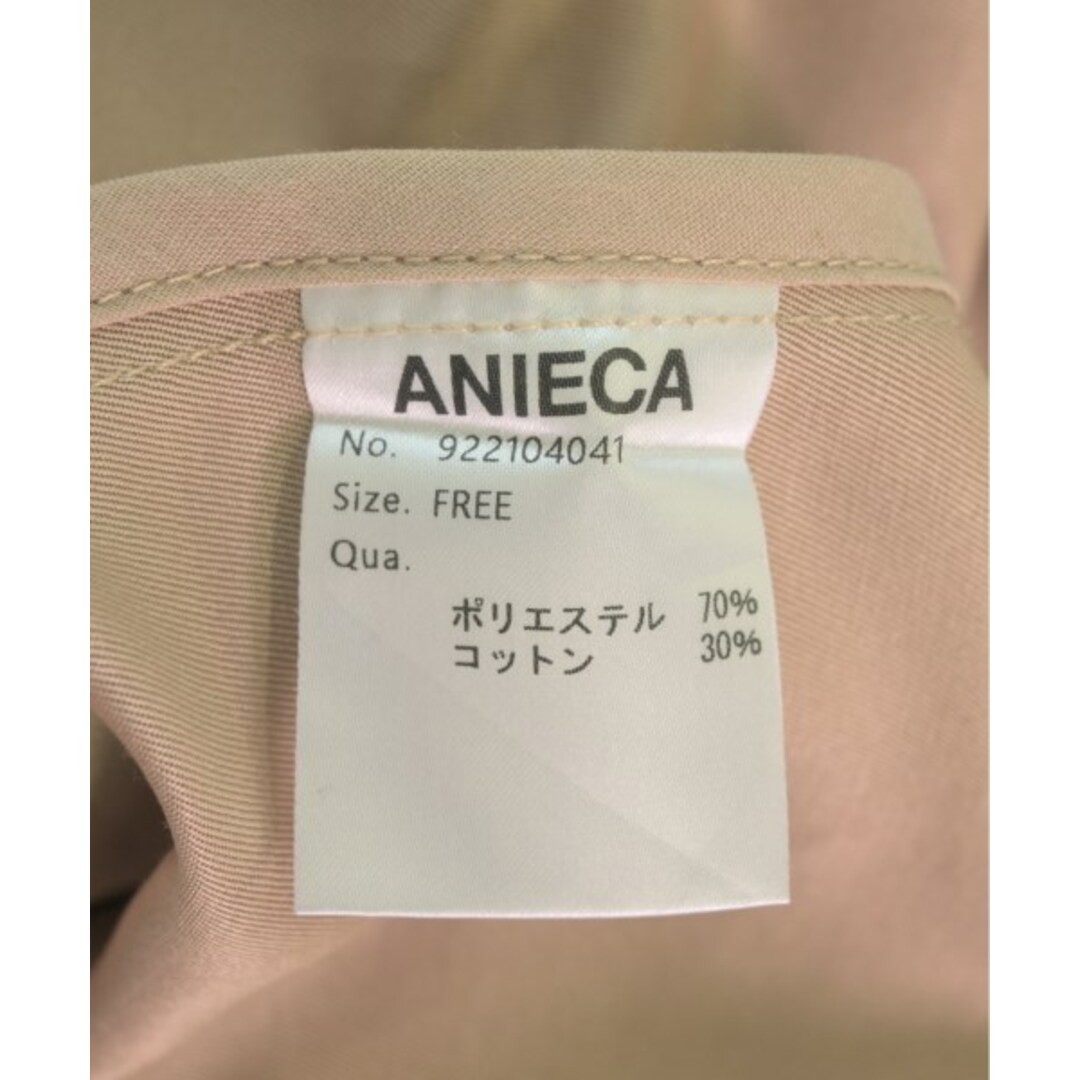 ANIECA
No. 922104041
Size. FREE
Qua.
ポリエステル 70%
コットン 30%